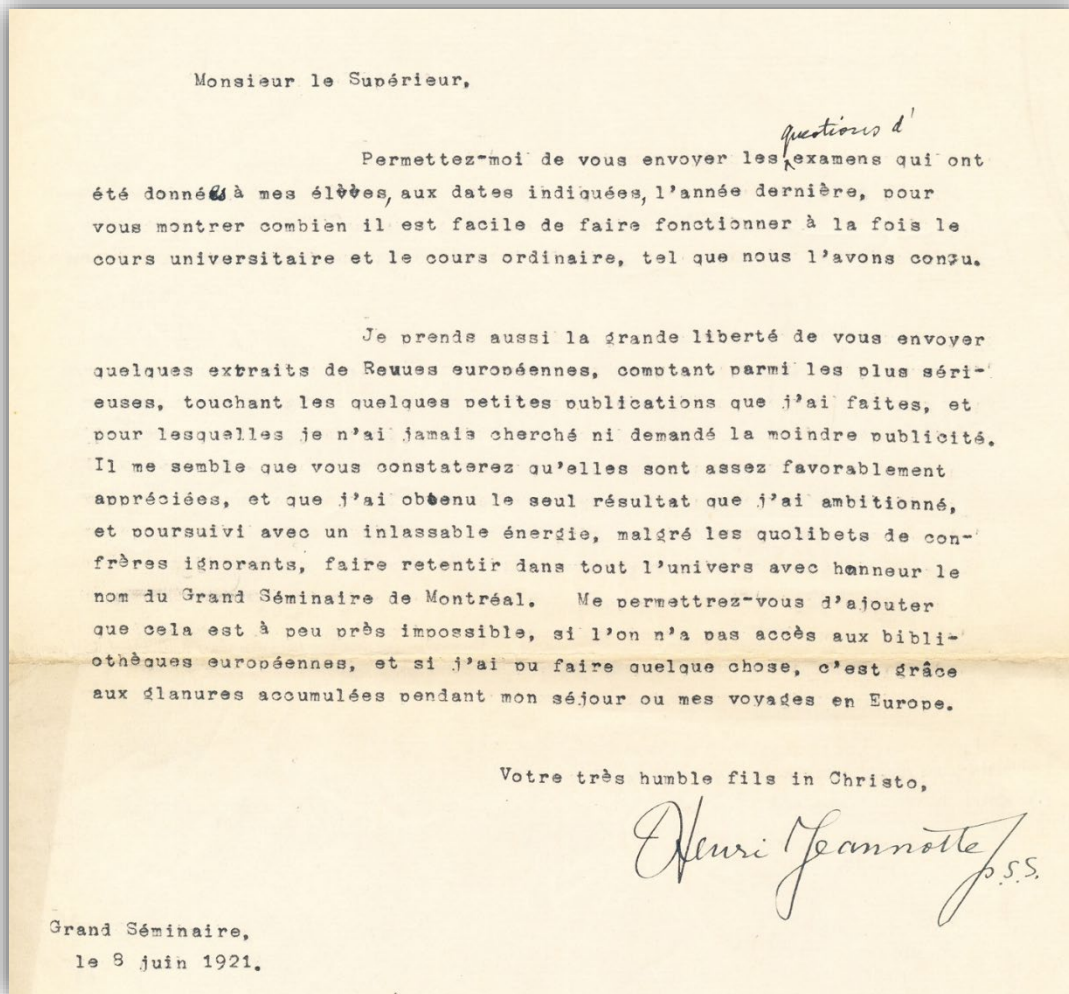 Monsieur le Supérieur,
questions d'
Permettez-moi de vous envoyer les examens qui ont
été données à mes élèves, aux dates indiquées, l'année dernière, pour
vous montrer combien il est facile de faire fonctionner à la fois le
cours universitaire et le cours ordinaire, tel que nous l'avons conçu.
Je prends aussi la grande liberté de vous envoyer
quelques extraits de Revues européennes, comptant parmi les plus séri-
euses, touchant les quelques petites publications que j'ai faites, et
pour lesquelles je n'ai jamais cherché ni demandé la moindre publicité.
Il me semble que vous constaterez qu'elles sont assez favorablement
appréciées, et que j'ai obtenu le seul résultat que j'ai ambitionné,
et poursuivi avec un inlassable énergie, malgré les quolibets de con-
frères ignorants, faire retentir dans tout l'univers avec honneur le
nom du Grand Séminaire de Montréal. Me permettrez-vous d'ajouter
que cela est à peu près impossible, si l'on n'a pas accès aux bibli-
othèques européennes, et si j'ai pu faire quelque chose, c'est grâce
aux glanures accumulées pendant mon séjour ou mes voyages en Europe.
Votre très humble fils in Christo,
Henri Jeannotte
p.s.s.
Grand Séminaire,
le 8 juin 1921.